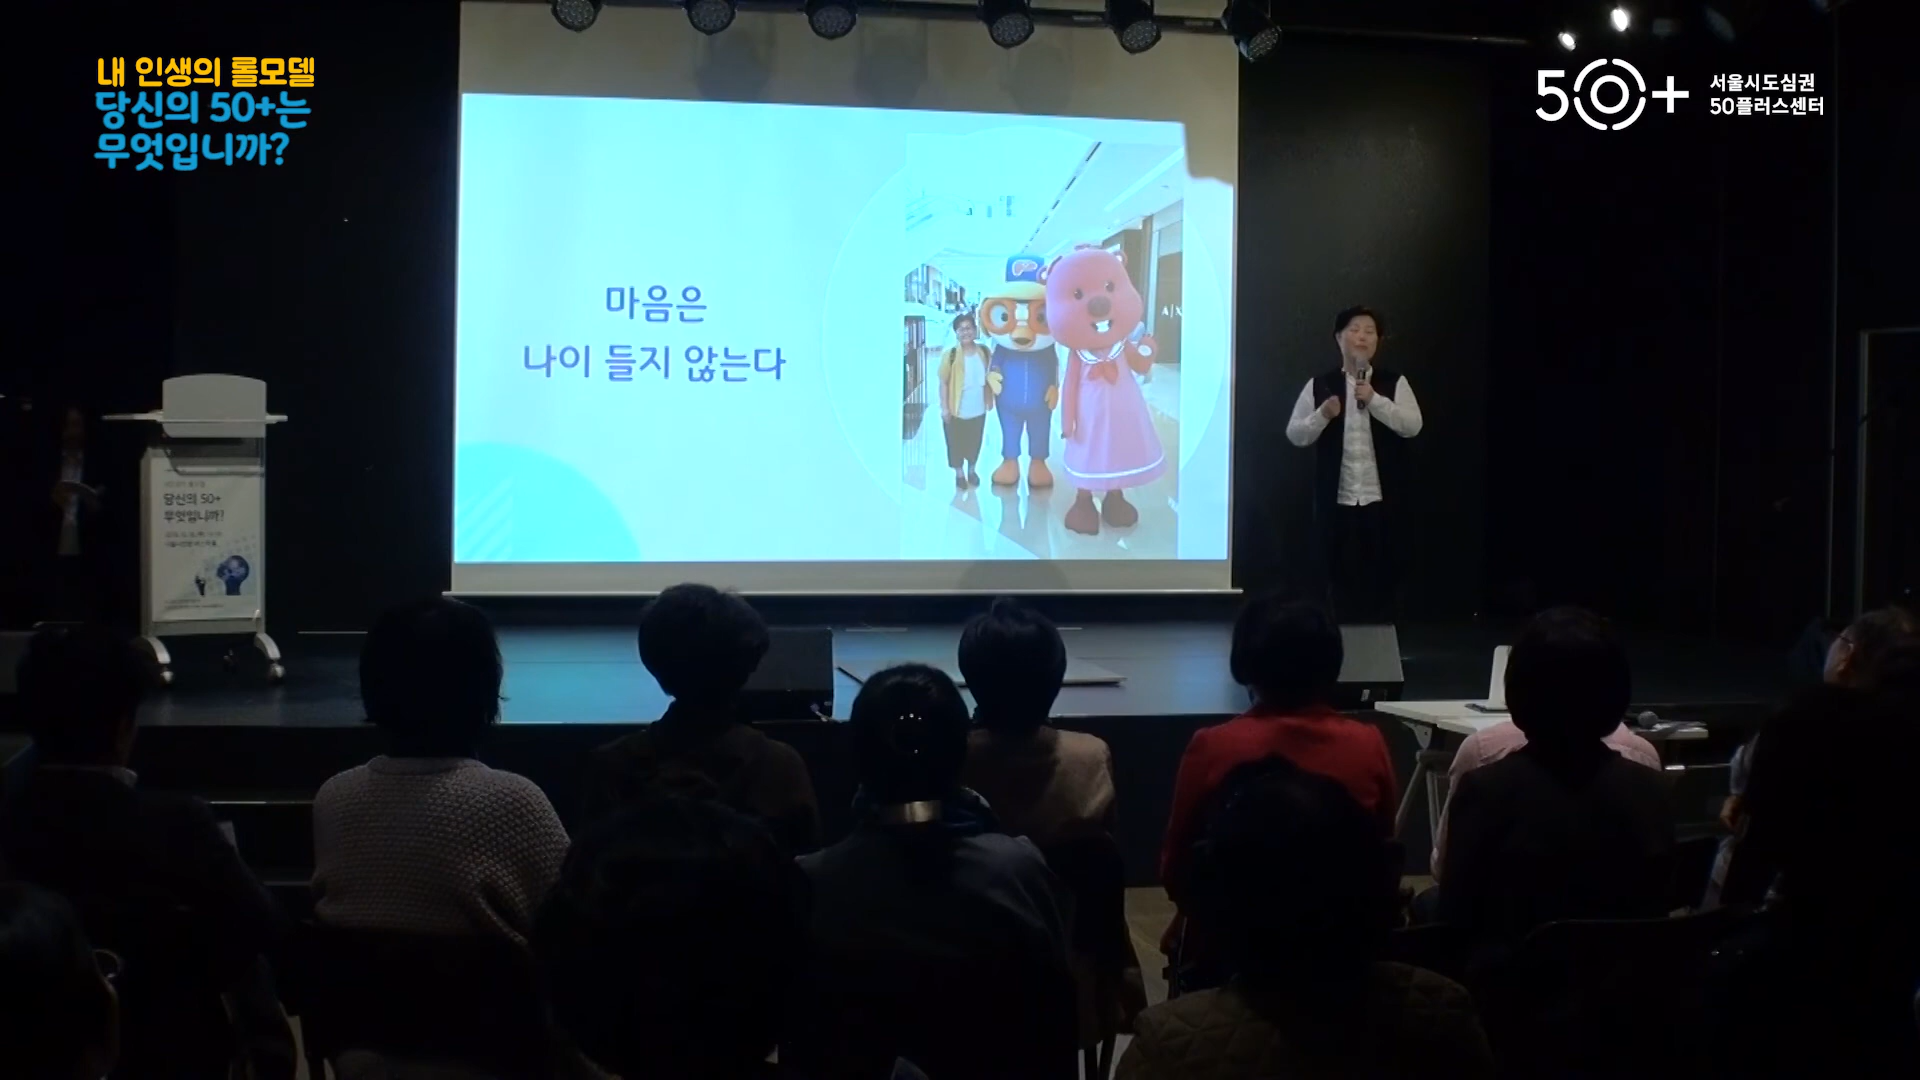 내 인생의 롤모델
당신의 50+는
무엇입니까?
50+
서울시도심권
50플러스센터
마음은
나이 들지 않는다
A|X
당신의 50+
무엇입니까?